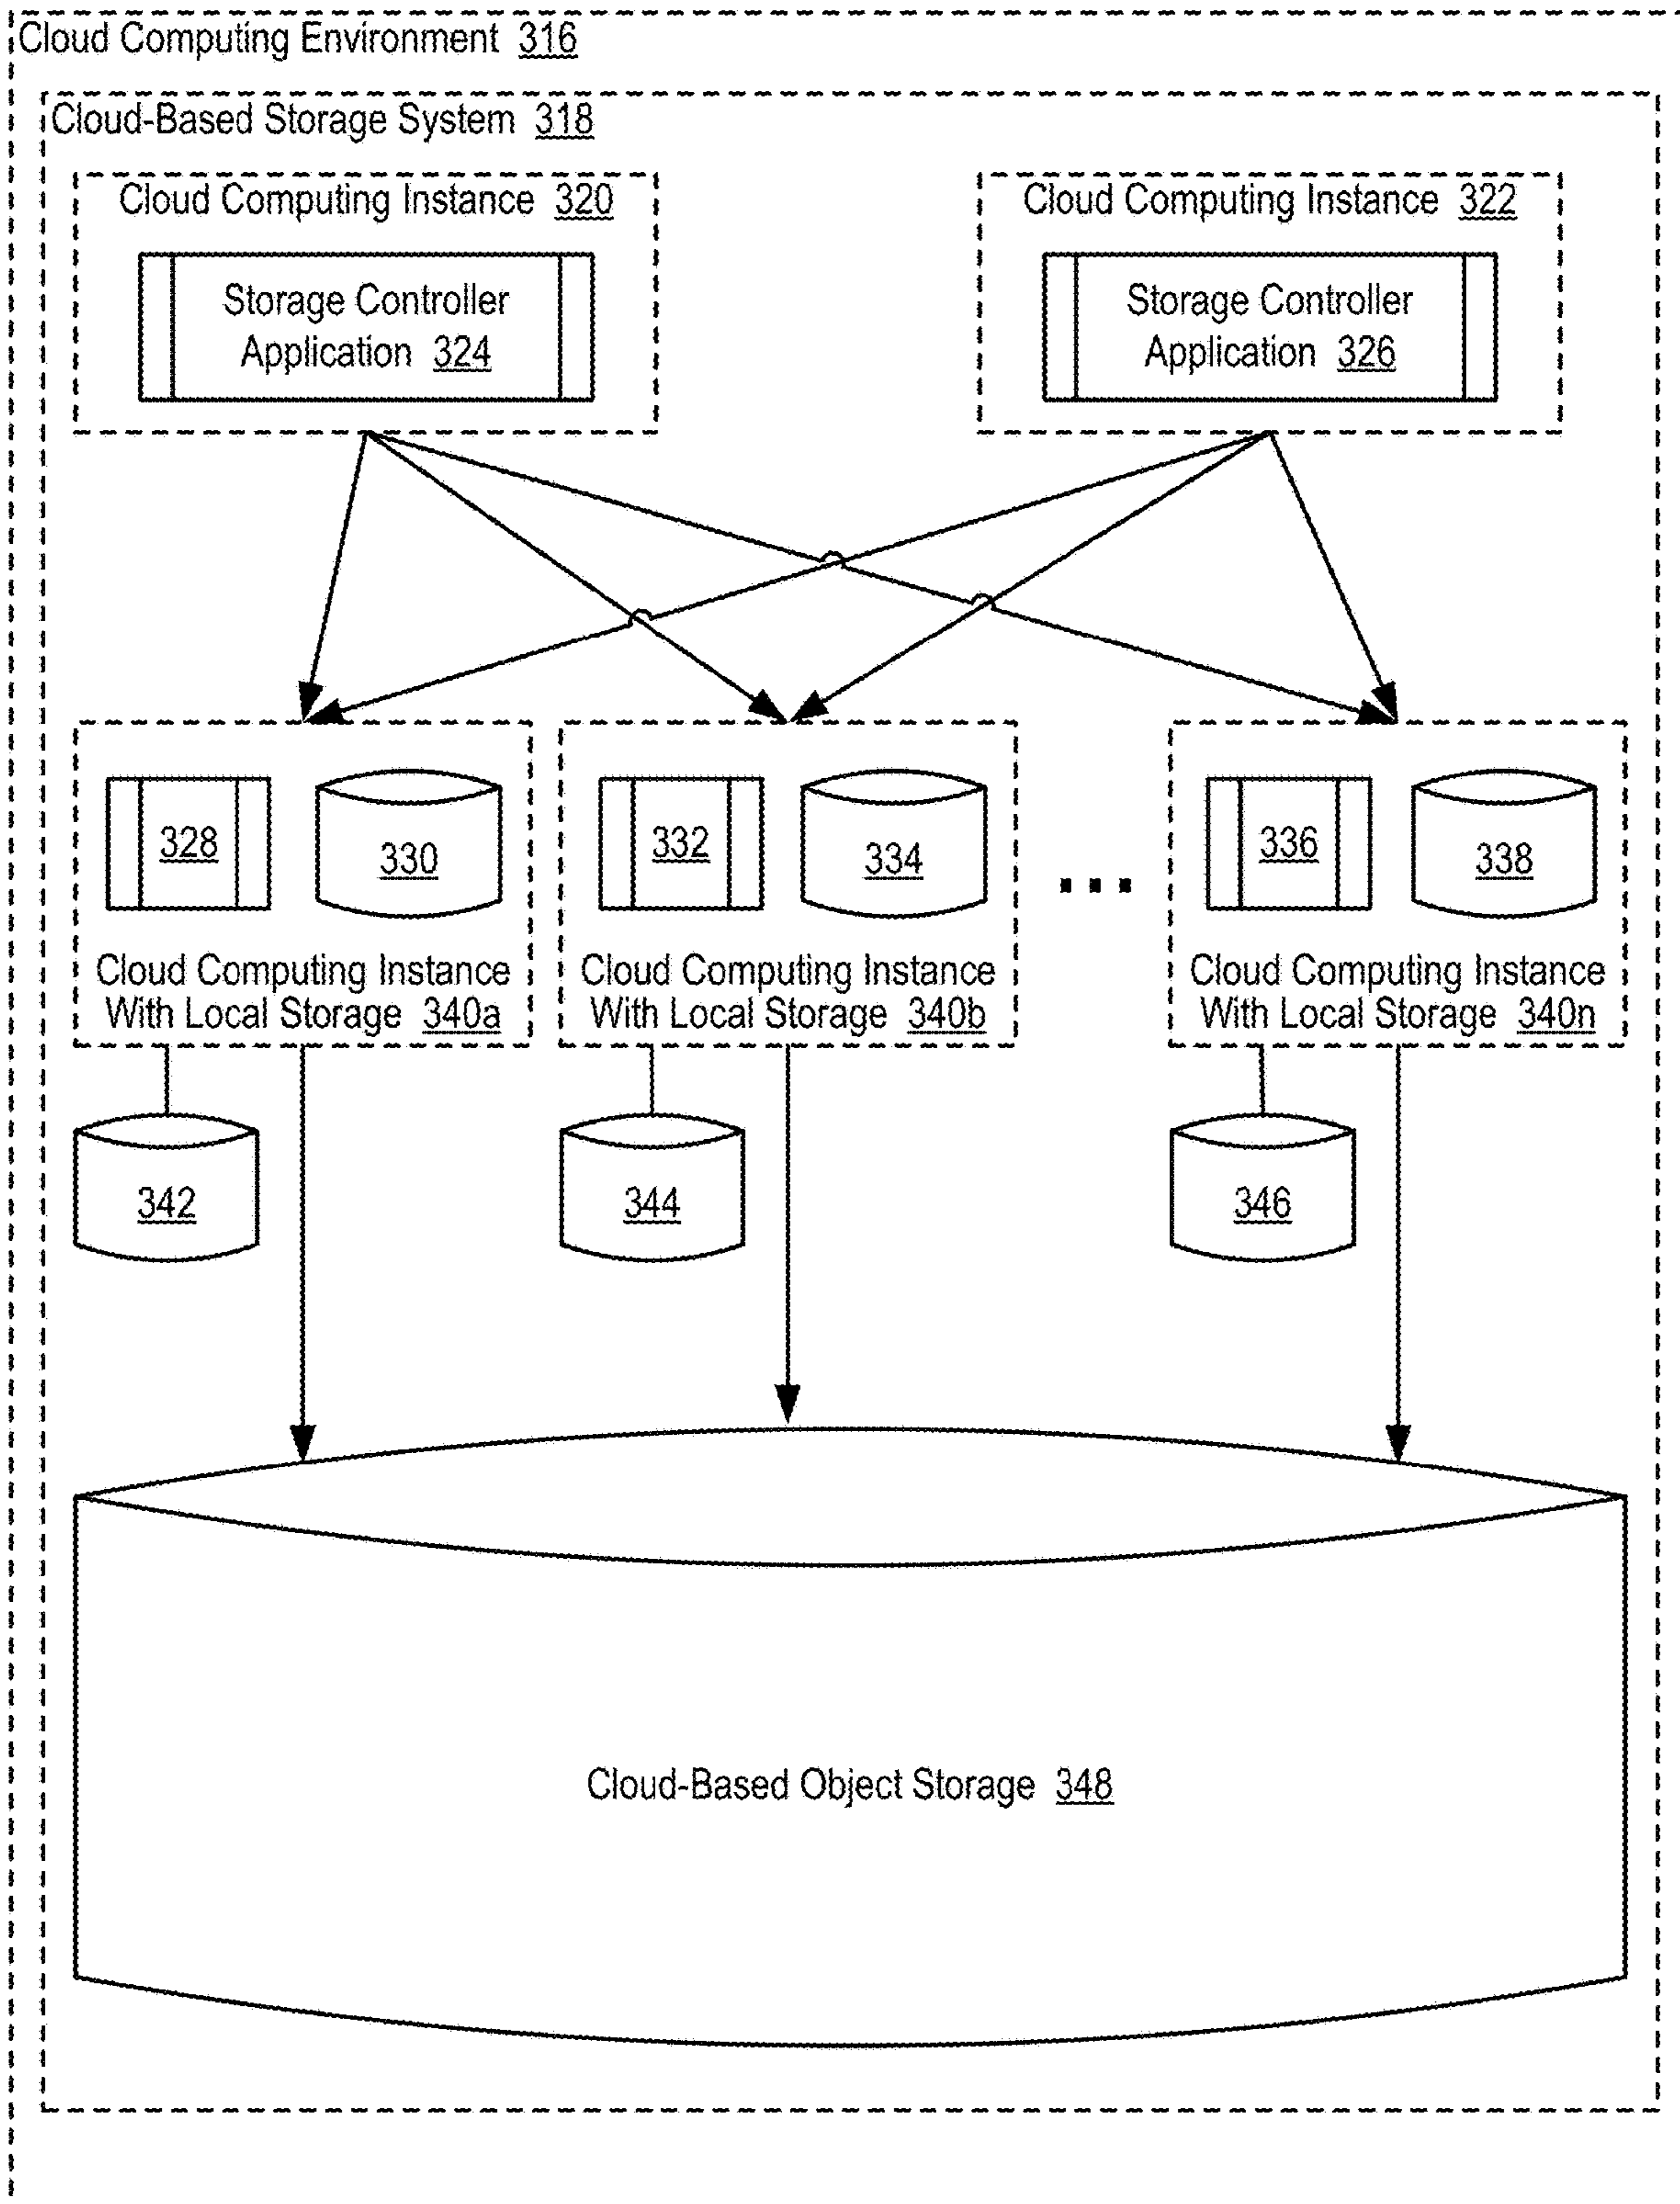 Cloud Computing Environment 316
Cloud-Based Storage System 318
Cloud Computing Instance 320
Storage Controller
Application 324
Cloud Computing Instance 322
Storage Controller
Application 326
328
330
Cloud Computing Instance
With Local Storage 340a
332
334
Cloud Computing Instance
With Local Storage 340b
...
336
338
Cloud Computing Instance
With Local Storage 340n
342
344
346
Cloud-Based Object Storage 348